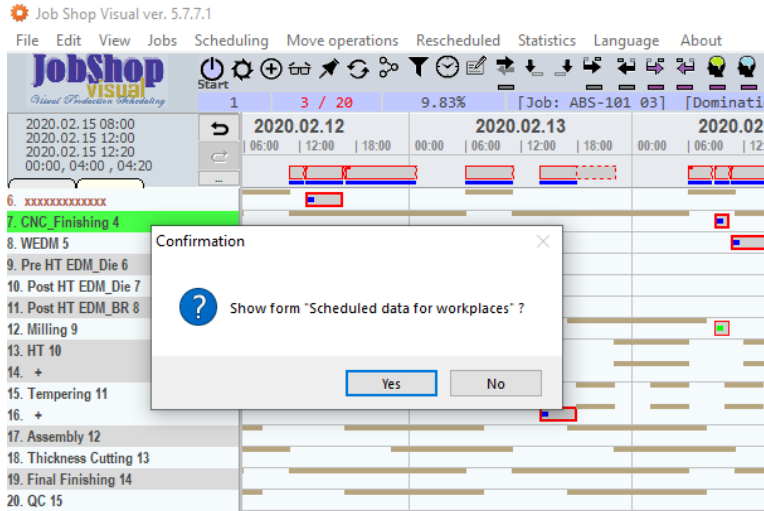 Job Shop Visual ver. 5.7.7.1
File Edit View Jobs Scheduling Move operations Rescheduled Statistics Language About
JobShop
Visual
Visual Production Scheduling
Start
1 3 / 20 9.83% [Job: ABS-101 03] [Dominati
2020.02.15 08:00
2020.02.15 12:00
2020.02.15 12:20
00:00, 04:00 , 04:20
...
2020.02.12 2020.02.13 2020.02
| 06:00 | 12:00 | 18:00 00:00 | 06:00 | 12:00 | 18:00 00:00 | 06:00 | 12:
6. xxxxxxxxxxxxx
7. CNC_Finishing 4
8. WEDM 5
9. Pre HT EDM_Die 6
10. Post HT EDM_Die 7
11. Post HT EDM_BR 8
12. Milling 9
13. HT 10
14. +
15. Tempering 11
16. +
17. Assembly 12
18. Thickness Cutting 13
19. Final Finishing 14
20. QC 15
Confirmation
Show form "Scheduled data for workplaces" ?
Yes No